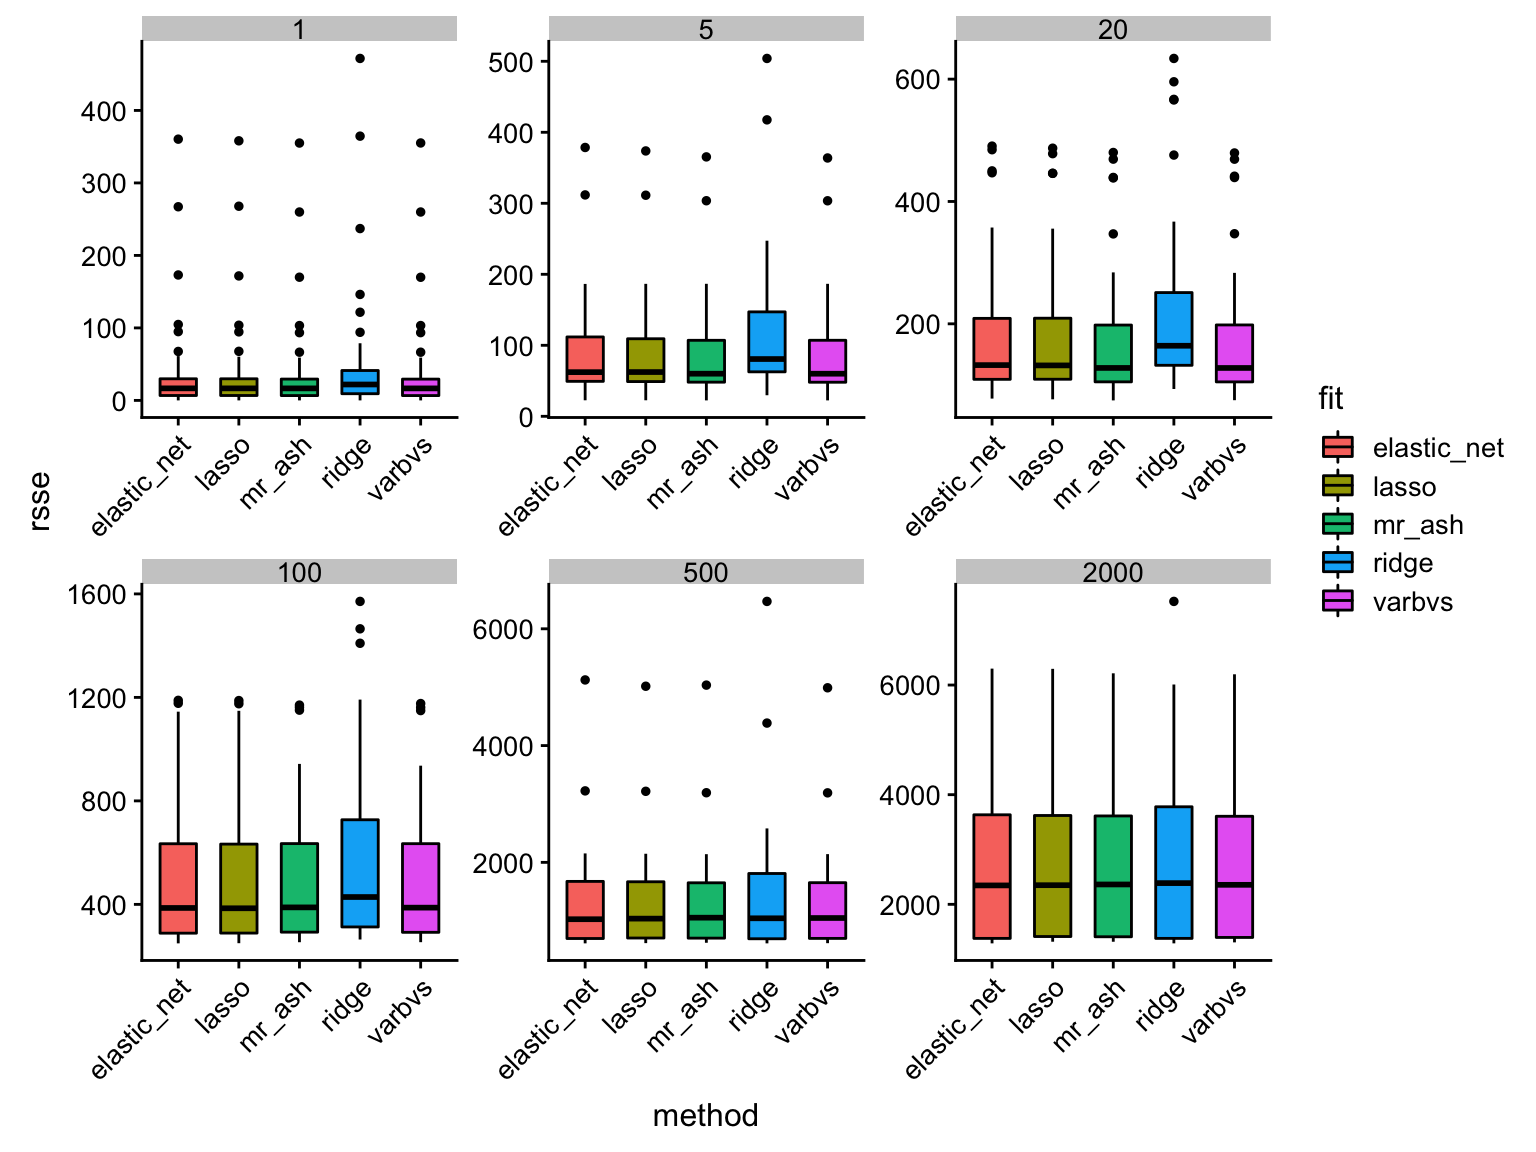 1
5
20
400
300
200
100
0
500
400
300
200
100
0
600
400
200
elastic_net
lasso
mr_ash
ridge
varbvs
elastic_net
lasso
mr_ash
ridge
varbvs
elastic_net
lasso
mr_ash
ridge
varbvs
rsse
100
500
2000
1600
1200
800
400
6000
4000
2000
6000
4000
2000
elastic_net
lasso
mr_ash
ridge
varbvs
elastic_net
lasso
mr_ash
ridge
varbvs
elastic_net
lasso
mr_ash
ridge
varbvs
method
fit
elastic_net
lasso
mr_ash
ridge
varbvs